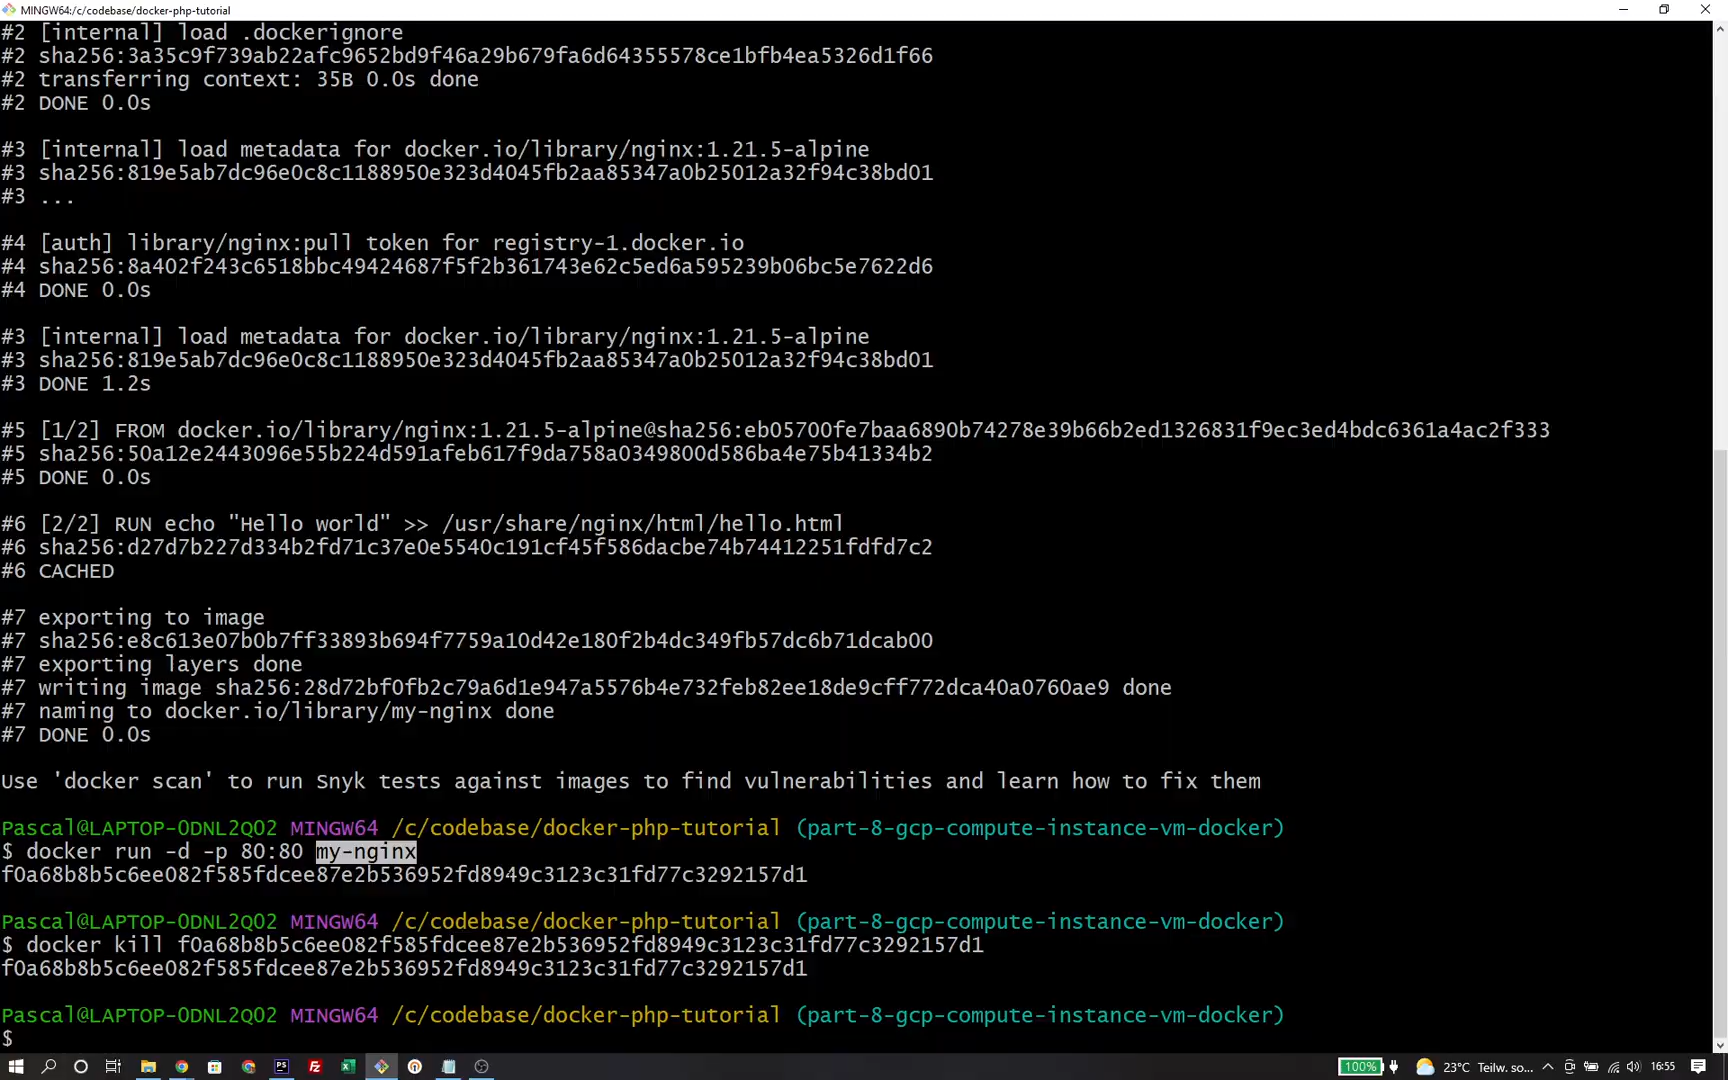 MINGW64:/c/codebase/docker-php-tutorial
#2 [internal] load .dockerignore
#2 sha256:3a35c9f739ab22afc9652bd9f46a29b679fa6d64355578ce1bfb4ea5326d1f66
#2 transferring context: 35B 0.0s done
#2 DONE 0.0s
#3 [internal] load metadata for docker.io/library/nginx:1.21.5-alpine
#3 sha256:819e5ab7dc96e0c8c1188950e323d4045fb2aa85347a0b25012a32f94c38bd01
#3 ...
#4 [auth] library/nginx:pull token for registry-1.docker.io
#4 sha256:8a402f243c6518bbc49424687f5f2b361743e62c5ed6a595239b06bc5e7622d6
#4 DONE 0.0s
#3 [internal] load metadata for docker.io/library/nginx:1.21.5-alpine
#3 sha256:819e5ab7dc96e0c8c1188950e323d4045fb2aa85347a0b25012a32f94c38bd01
#3 DONE 1.2s
#5 [1/2] FROM docker.io/library/nginx:1.21.5-alpine@sha256:eb05700fe7baa6890b74278e39b66b2ed1326831f9ec3ed4bdc6361a4ac2f333
#5 sha256:50a12e2443096e55b224d591afeb617f9da758a0349800d586ba4e75b41334b2
#5 DONE 0.0s
#6 [2/2] RUN echo "Hello world" >> /usr/share/nginx/html/hello.html
#6 sha256:d27d7b227d334b2fd71c37e0e5540c191cf45f586dacbe74b74412251fdfd7c2
#6 CACHED
#7 exporting to image
#7 sha256:e8c613e07b0b7ff33893b694f7759a10d42e180f2b4dc349fb57dc6b71dcab00
#7 exporting layers done
#7 writing image sha256:28d72bf0fb2c79a6d1e947a5576b4e732feb82ee18de9cff772dca40a0760ae9 done
#7 naming to docker.io/library/my-nginx done
#7 DONE 0.0s
Use 'docker scan' to run Snyk tests against images to find vulnerabilities and learn how to fix them
Pascal@LAPTOP-0DNL2Q02 MINGW64 /c/codebase/docker-php-tutorial (part-8-gcp-compute-instance-vm-docker)
$ docker run -d -p 80:80 my-nginx
f0a68b8b5c6ee082f585fdcee87e2b536952fd8949c3123c31fd77c3292157d1
Pascal@LAPTOP-0DNL2Q02 MINGW64 /c/codebase/docker-php-tutorial (part-8-gcp-compute-instance-vm-docker)
$ docker kill f0a68b8b5c6ee082f585fdcee87e2b536952fd8949c3123c31fd77c3292157d1
f0a68b8b5c6ee082f585fdcee87e2b536952fd8949c3123c31fd77c3292157d1
Pascal@LAPTOP-0DNL2Q02 MINGW64 /c/codebase/docker-php-tutorial (part-8-gcp-compute-instance-vm-docker)
$
100% 23°C Teilw. so... 16:55